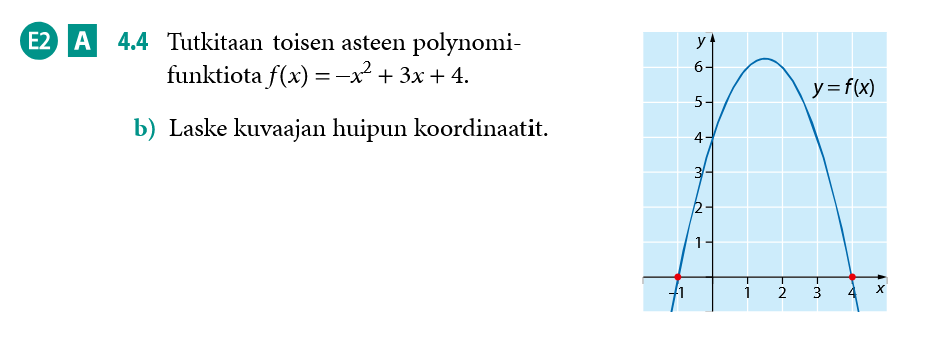 E2 A 4.4 Tutkitaan toisen asteen polynomi-
funktiota f(x) = –x² + 3x + 4.
b) Laske kuvaajan huipun koordinaatit.
y
6
y = f(x)
5
4
3
2
1
–1 1 2 3 4 x